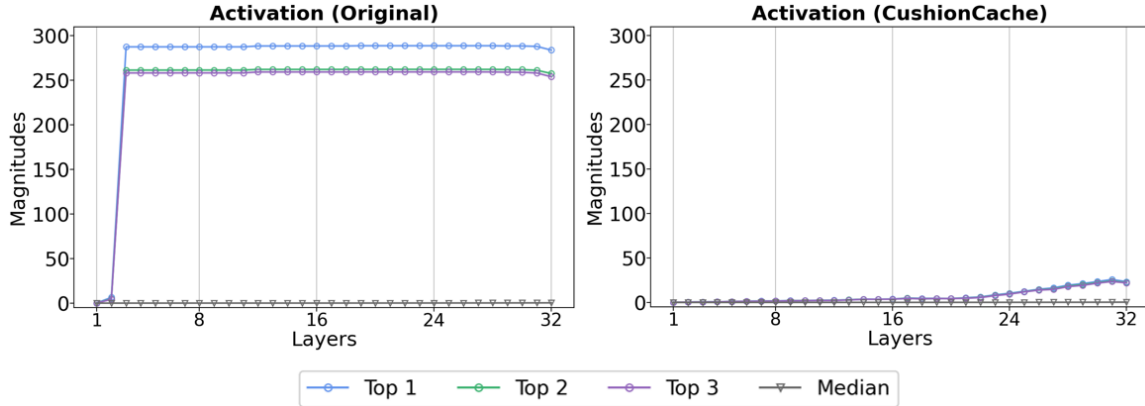 Activation (Original)
300
250
200
150
100
50
0
Magnitudes
1 8 16 24 32
Layers
Activation (CushionCache)
300
250
200
150
100
50
0
Magnitudes
1 8 16 24 32
Layers
Top 1 Top 2 Top 3 Median